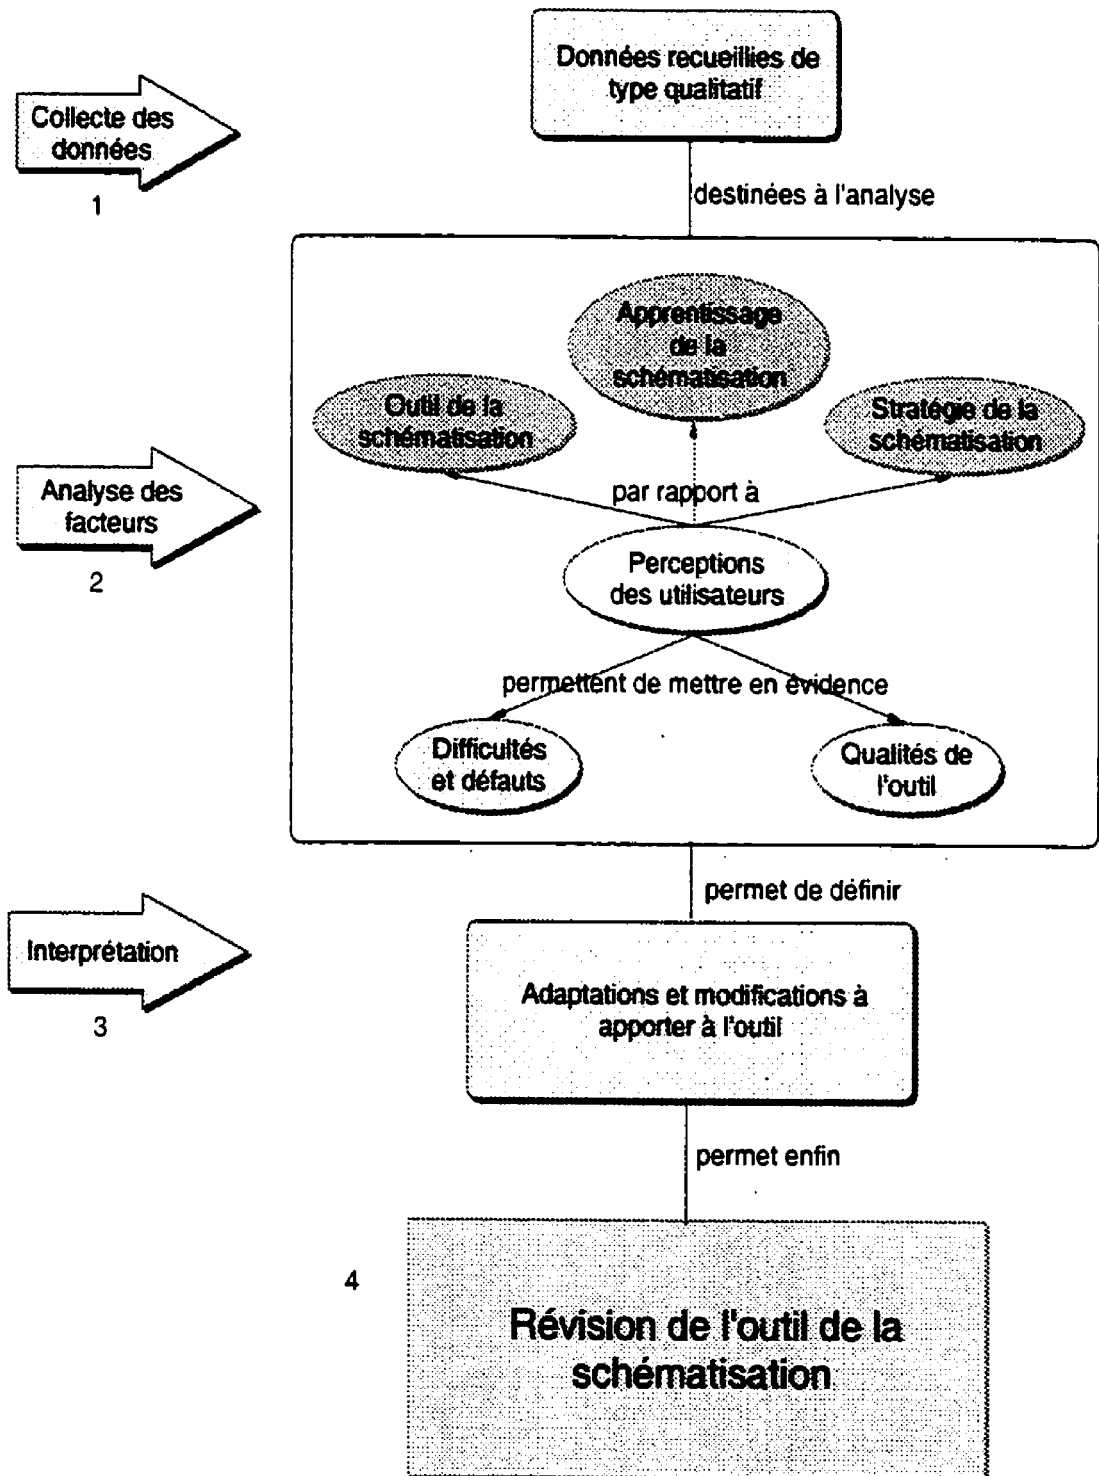 Données recueillies de
type qualitatif
Collecte des
données
1
destinées à l'analyse
Apprentissage
de la
schématisation
Outil de la
schématisation
Stratégie de la
schématisation
Analyse des
facteurs
2
par rapport à
Perceptions
des utilisateurs
permettent de mettre en évidence
Difficultés
et défauts
Qualités de
l'outil
permet de définir
Interprétation
3
Adaptations et modifications à
apporter à l'outil
permet enfin
4
Révision de l'outil de la
schématisation